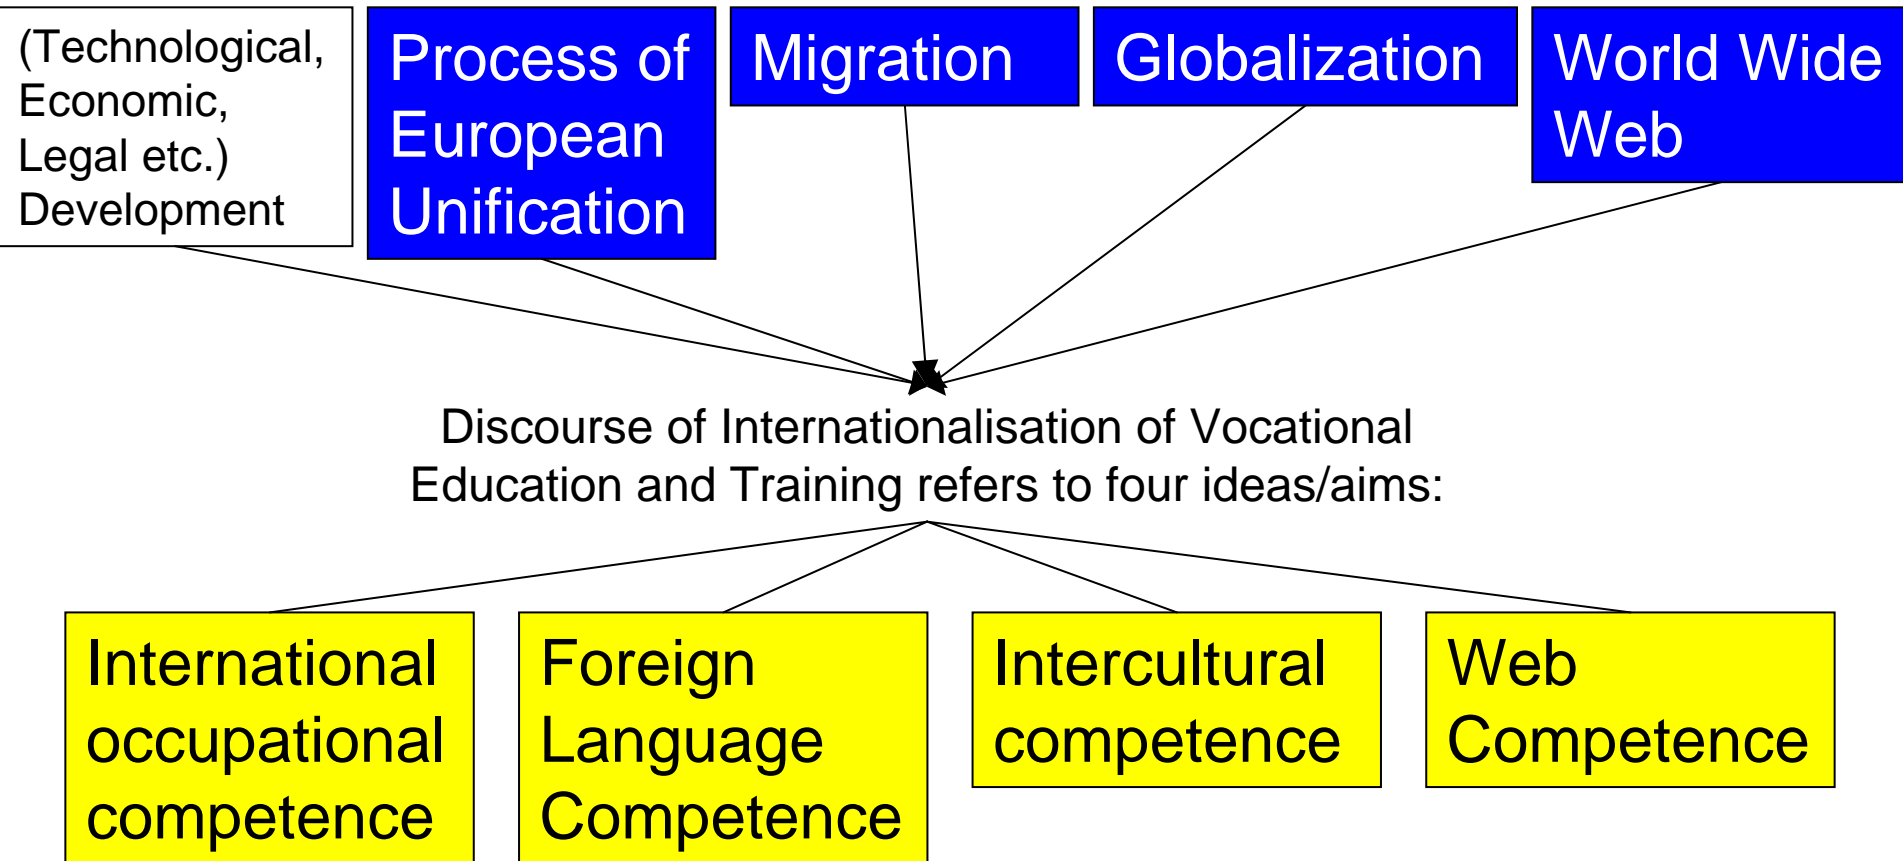 (Technological,
Economic,
Legal etc.)
Development
Process of
European
Unification
Migration
Globalization
World Wide
Web
Discourse of Internationalisation of Vocational
Education and Training refers to four ideas/aims:
International
occupational
competence
Foreign
Language
Competence
Intercultural
competence
Web
Competence